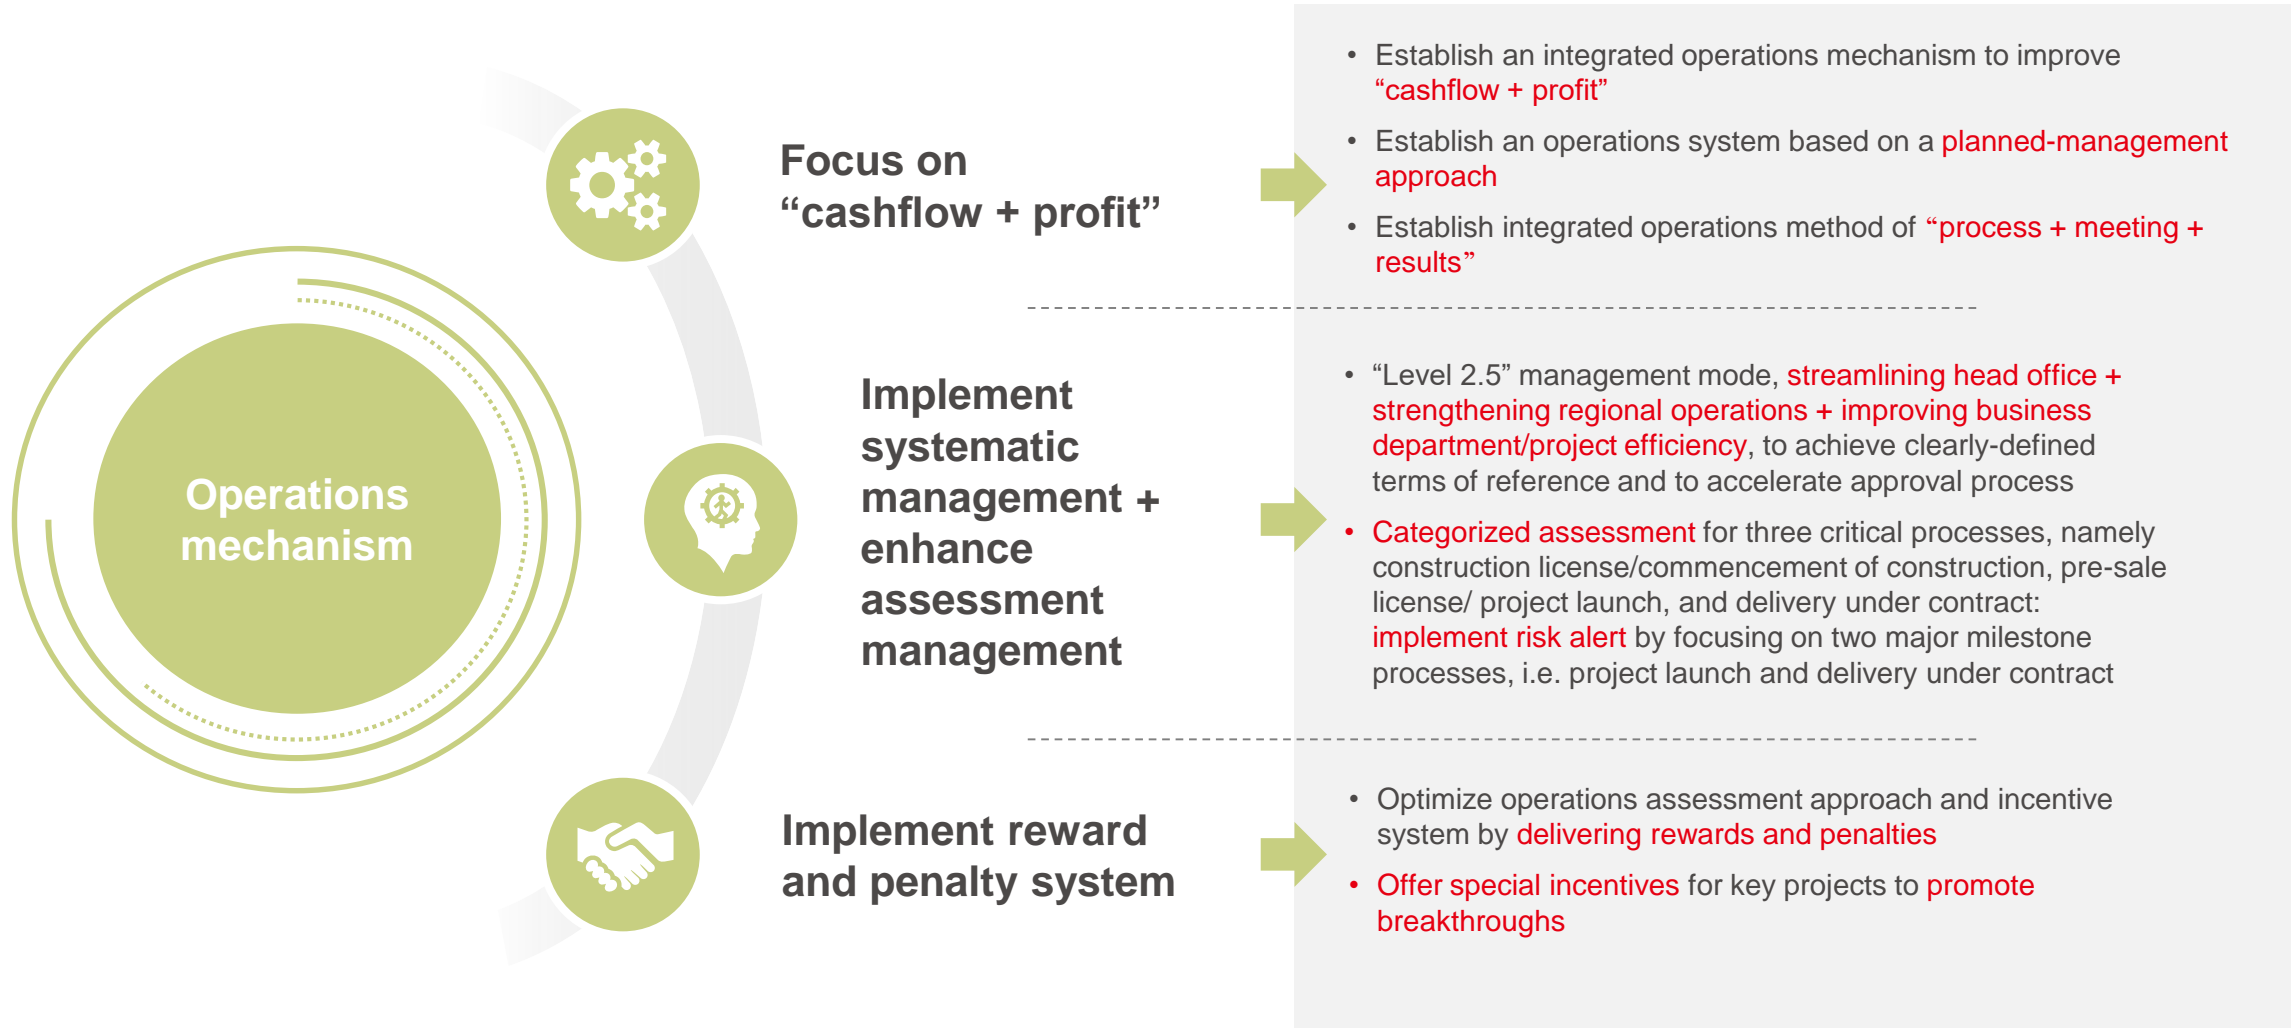 Operations
mechanism
Focus on
“cashflow + profit”
• Establish an integrated operations mechanism to improve
“cashflow + profit”
• Establish an operations system based on a planned-management
approach
• Establish integrated operations method of “process + meeting +
results”
Implement
systematic
management +
enhance
assessment
management
• “Level 2.5” management mode, streamlining head office +
strengthening regional operations + improving business
department/project efficiency, to achieve clearly-defined
terms of reference and to accelerate approval process
• Categorized assessment for three critical processes, namely
construction license/commencement of construction, pre-sale
license/ project launch, and delivery under contract:
implement risk alert by focusing on two major milestone
processes, i.e. project launch and delivery under contract
Implement reward
and penalty system
• Optimize operations assessment approach and incentive
system by delivering rewards and penalties
• Offer special incentives for key projects to promote
breakthroughs